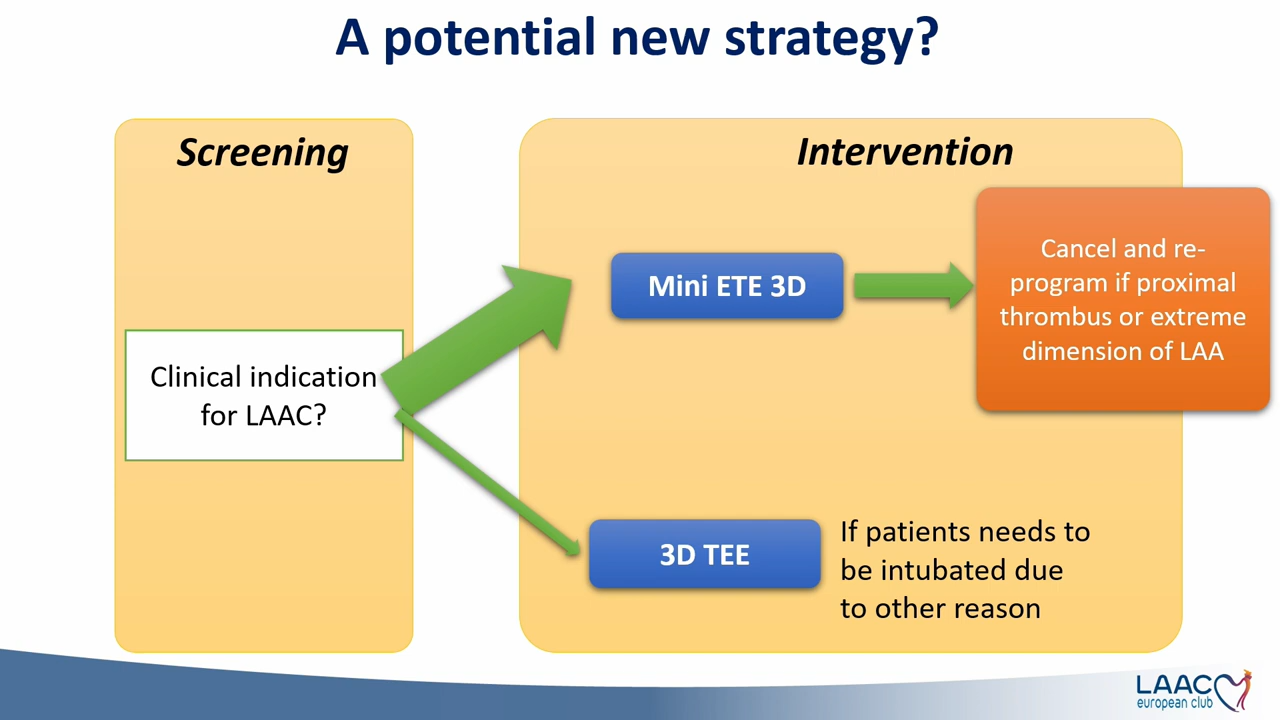 A potential new strategy?
Screening
Clinical indication
for LAAC?
Intervention
Mini ETE 3D
Cancel and re-
program if proximal
thrombus or extreme
dimension of LAA
3D TEE
If patients needs to
be intubated due
to other reason
LAAC
european club